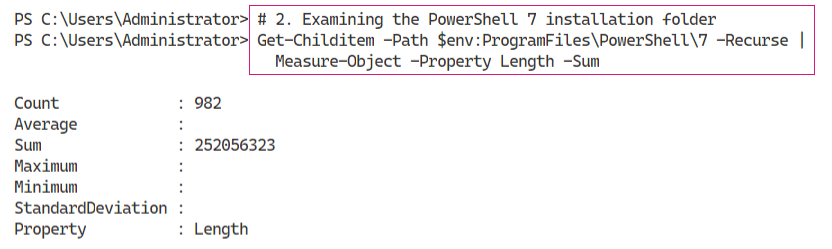 PS C:\Users\Administrator> # 2. Examining the PowerShell 7 installation folder
PS C:\Users\Administrator> Get-Childitem -Path $env:ProgramFiles\PowerShell\7 -Recurse |
Measure-Object -Property Length -Sum
Count             : 982
Average           :
Sum               : 252056323
Maximum           :
Minimum           :
StandardDeviation :
Property          : Length